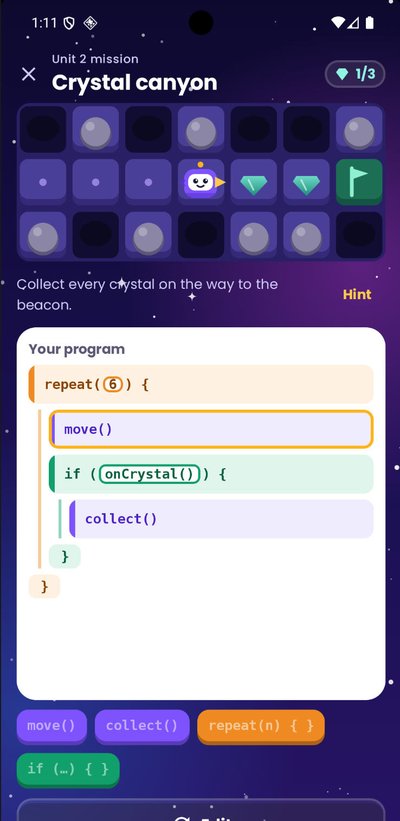 1:11
Unit 2 mission
Crystal canyon
1/3
Collect every crystal on the way to the
beacon.
Hint
Your program
repeat(6) {
move()
if (onCrystal()) {
collect()
}
}
move() collect() repeat(n) { }
if (…) { }